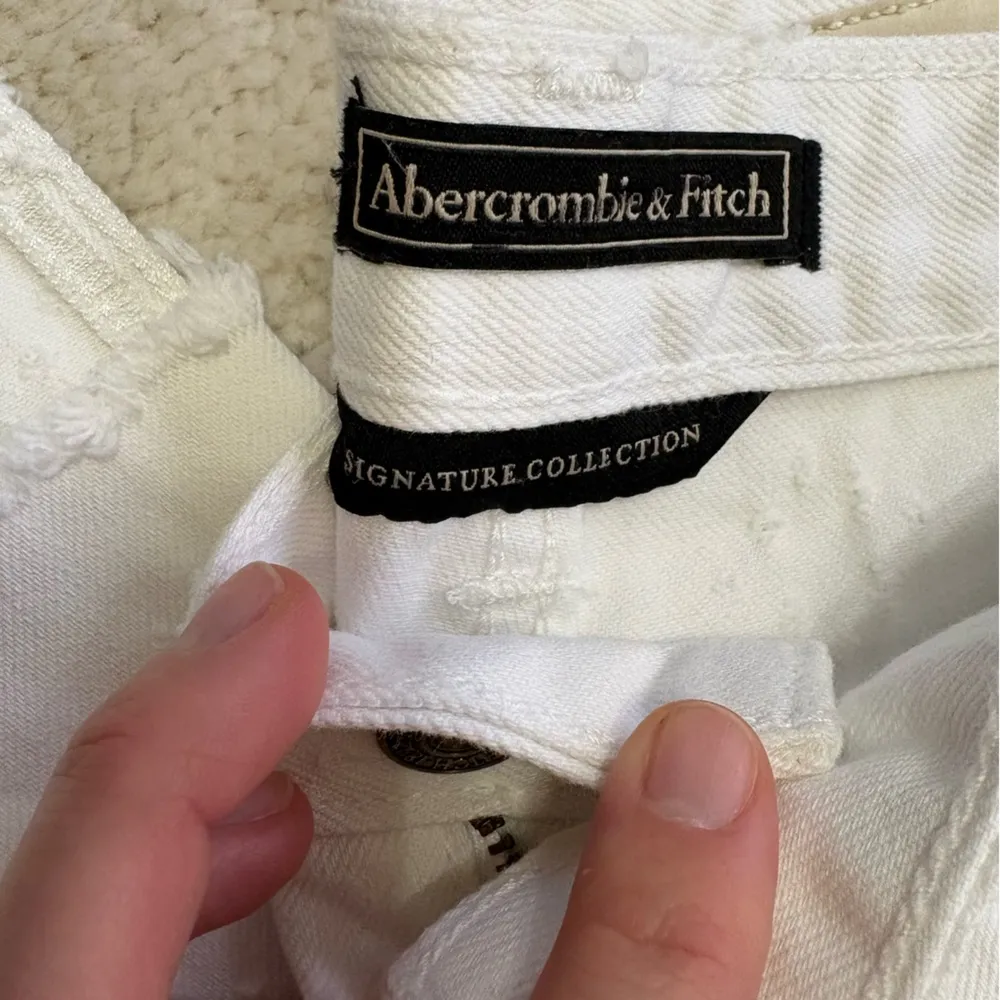 Abercrombie & Fitch
SIGNATURE COLLECTION